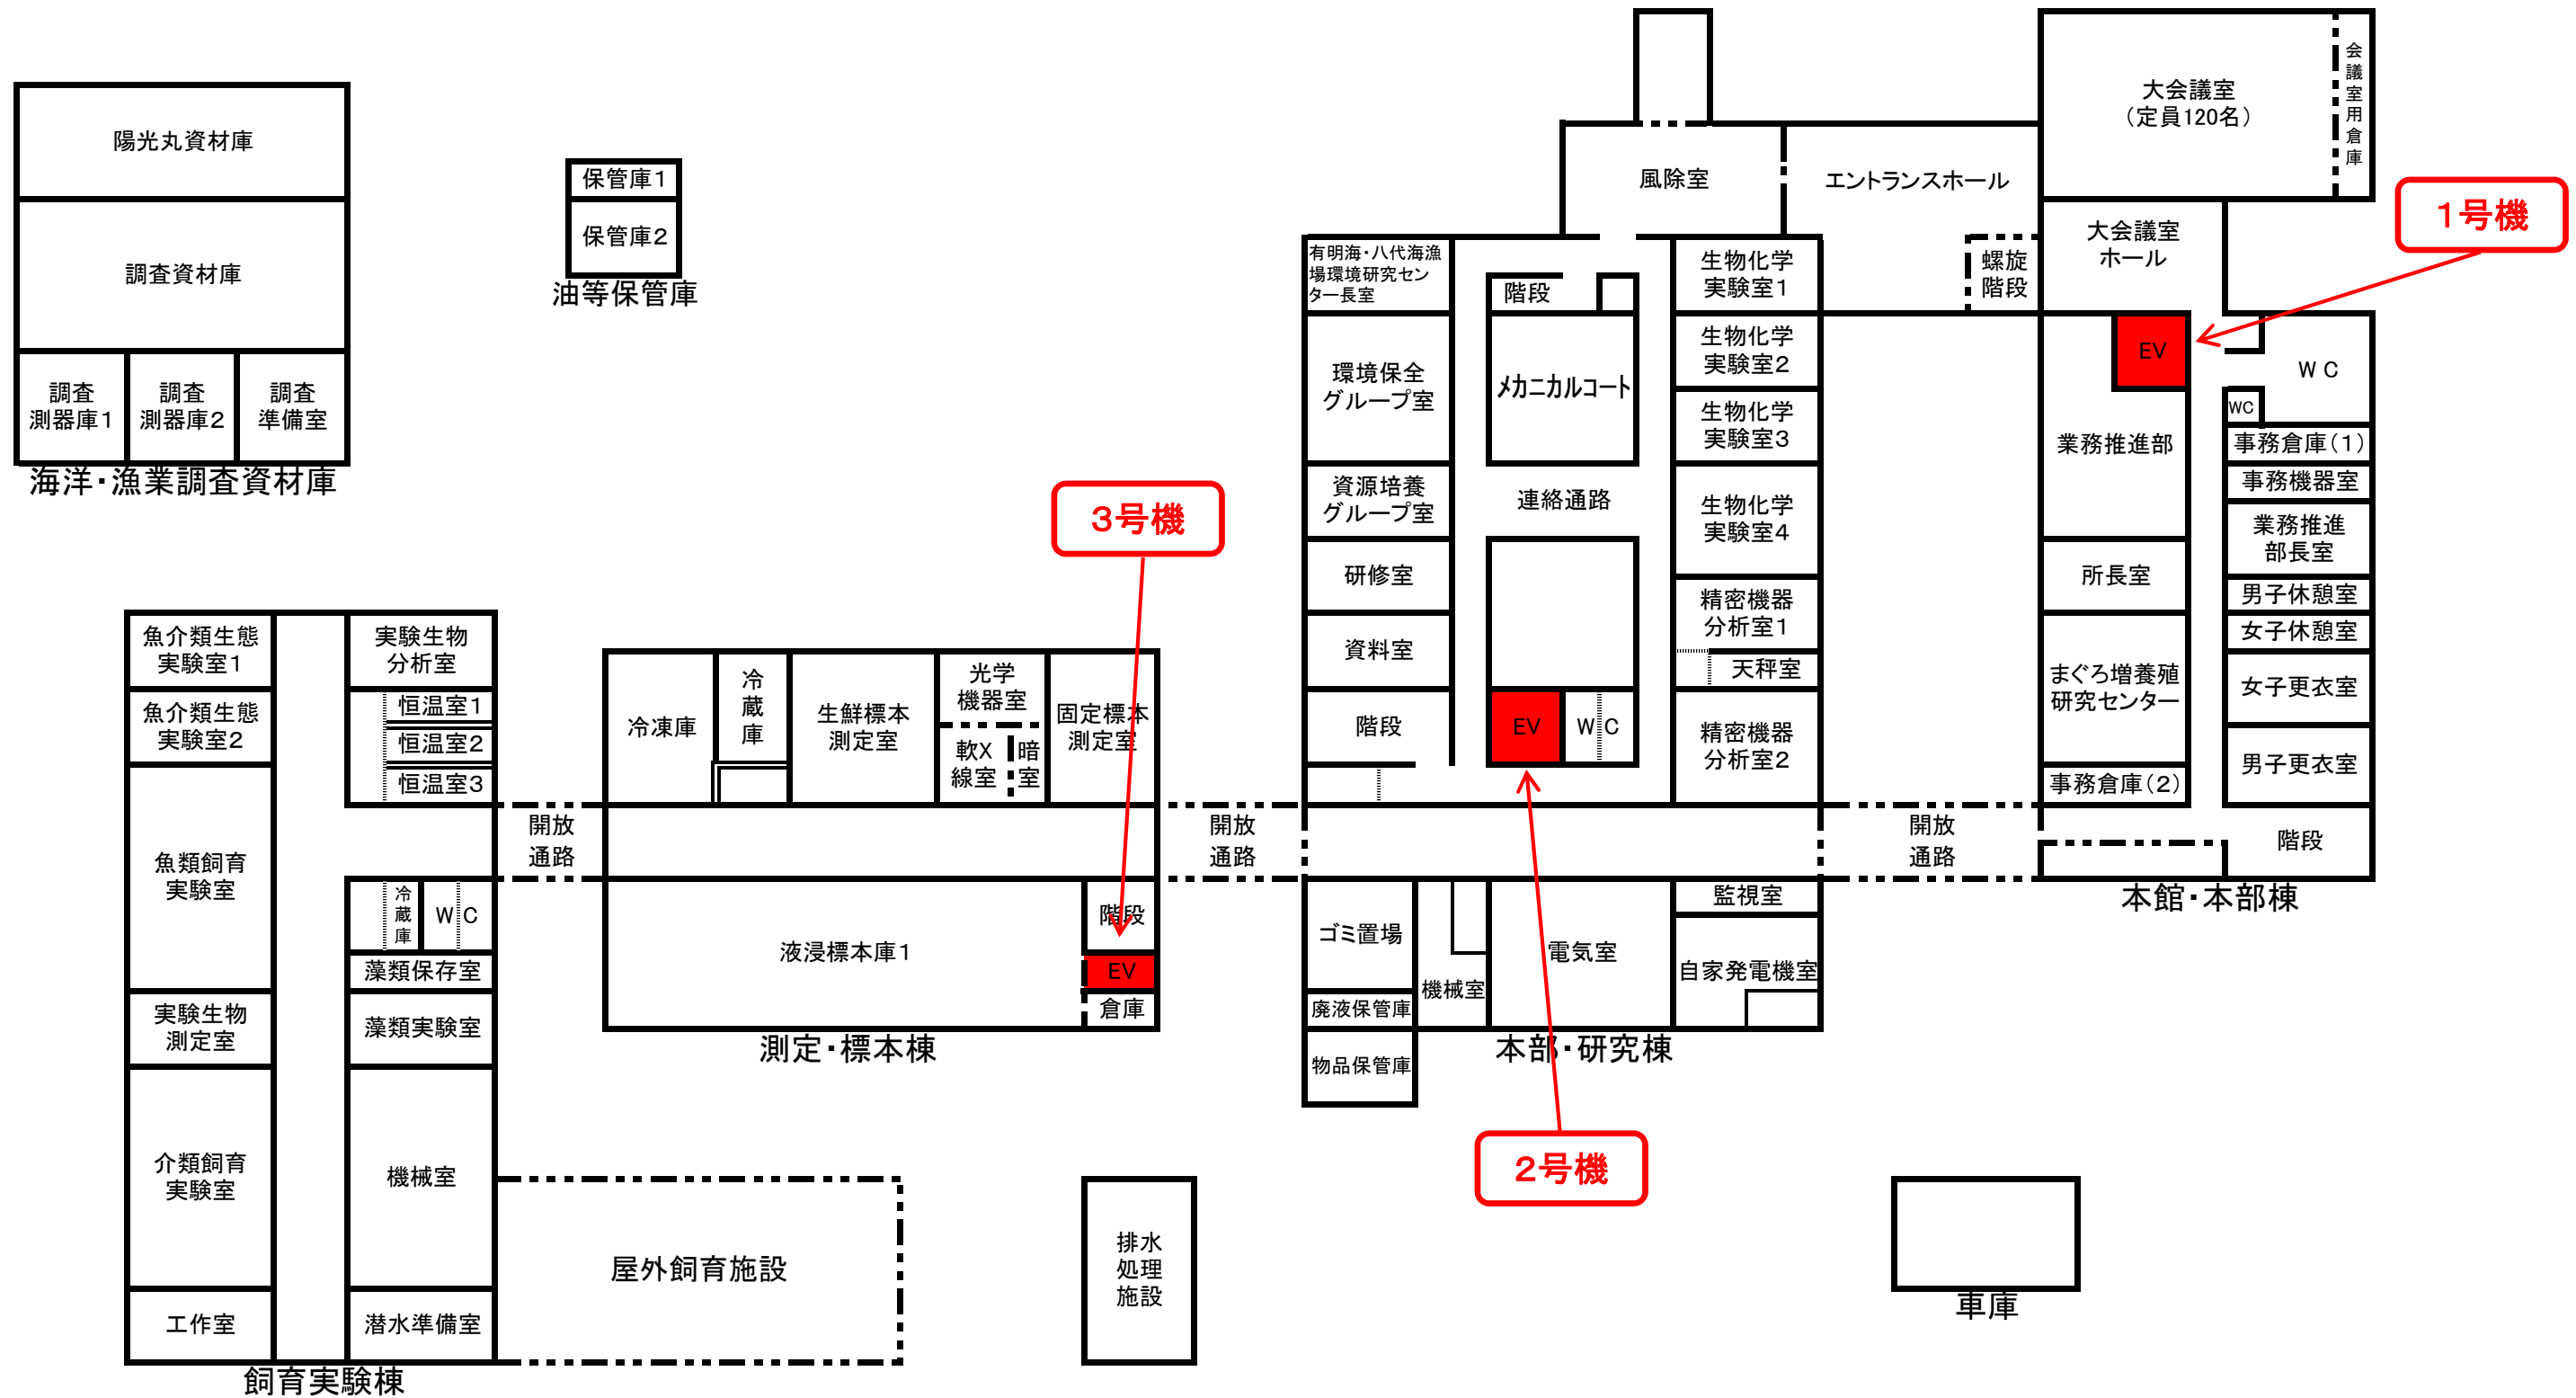 陽光丸資材庫
調査資材庫
調査
測器庫1
調査
測器庫2
調査
準備室
海洋・漁業調査資材庫
保管庫1
保管庫2
油等保管庫
魚介類生態
実験室1
魚介類生態
実験室2
魚類飼育
実験室
実験生物
測定室
介類飼育
実験室
工作室
実験生物
分析室
恒温室1
恒温室2
恒温室3
冷
蔵
庫
W C
藻類保存室
藻類実験室
機械室
潜水準備室
飼育実験棟
開放
通路
屋外飼育施設
冷凍庫
冷
蔵
庫
生鮮標本
測定室
光学
機器室
軟X
線室
暗
室
固定標本
測定室
液浸標本庫1
階段
EV
倉庫
測定・標本棟
3号機
排水
処理
施設
開放
通路
風除室
エントランスホール
螺旋
階段
有明海・八代海漁
場環境研究セン
ター長室
環境保全
グループ室
資源培養
グループ室
研修室
資料室
階段
階段
メカニカルコート
連絡通路
EV
W C
生物化学
実験室1
生物化学
実験室2
生物化学
実験室3
生物化学
実験室4
精密機器
分析室1
天秤室
精密機器
分析室2
ゴミ置場
廃液保管庫
物品保管庫
機械室
電気室
監視室
自家発電機室
本部・研究棟
2号機
開放
通路
大会議室
（定員120名）
会
議
室
用
倉
庫
大会議室
ホール
1号機
EV
W C
WC
業務推進部
所長室
まぐろ増養殖
研究センター
事務倉庫(2)
事務倉庫(1)
事務機器室
業務推進
部長室
男子休憩室
女子休憩室
女子更衣室
男子更衣室
階段
本館・本部棟
車庫